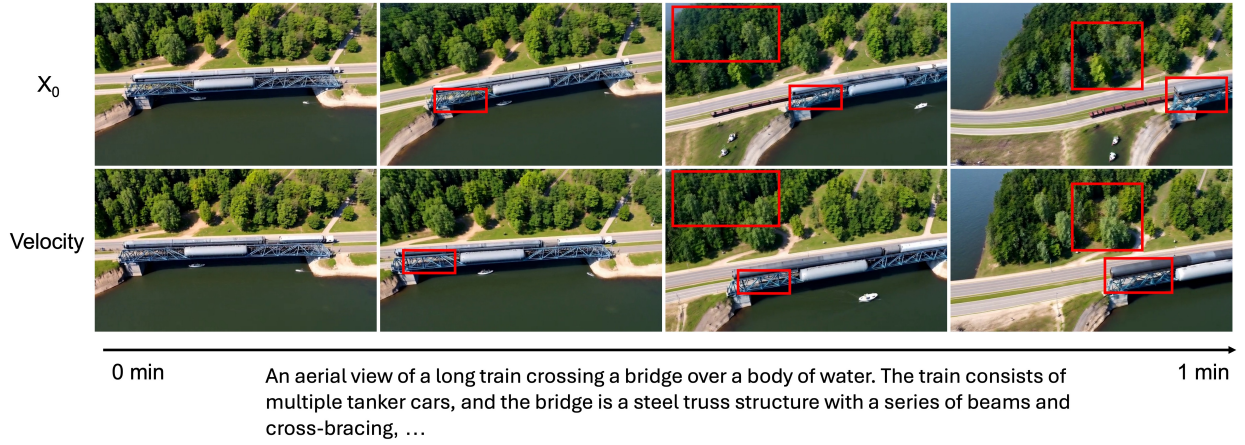 X₀
Velocity
0 min
1 min
An aerial view of a long train crossing a bridge over a body of water. The train consists of
multiple tanker cars, and the bridge is a steel truss structure with a series of beams and
cross-bracing, …